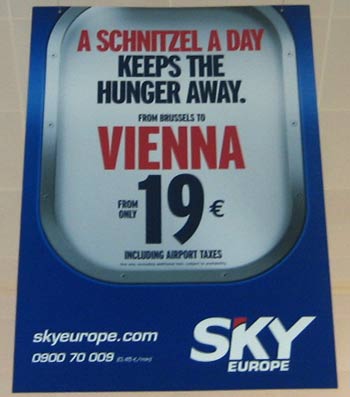 A SCHNITZEL A DAY
KEEPS THE
HUNGER AWAY.
FROM BRUSSELS TO
VIENNA
FROM
ONLY
19 €
INCLUDING AIRPORT TAXES
skyeurope.com
0900 70 009
SKY
EUROPE